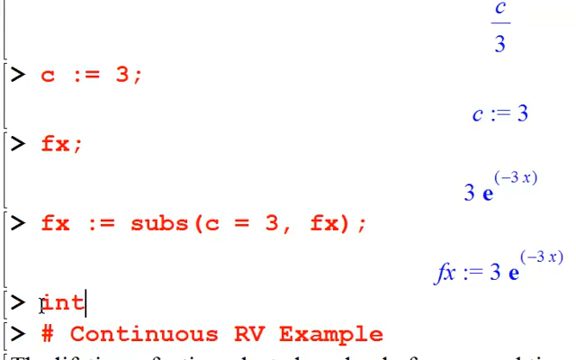 c
3
> c := 3;
c := 3
> fx;
3 e^(−3 x)
> fx := subs(c = 3, fx);
fx := 3 e^(−3 x)
> int
> # Continuous RV Example